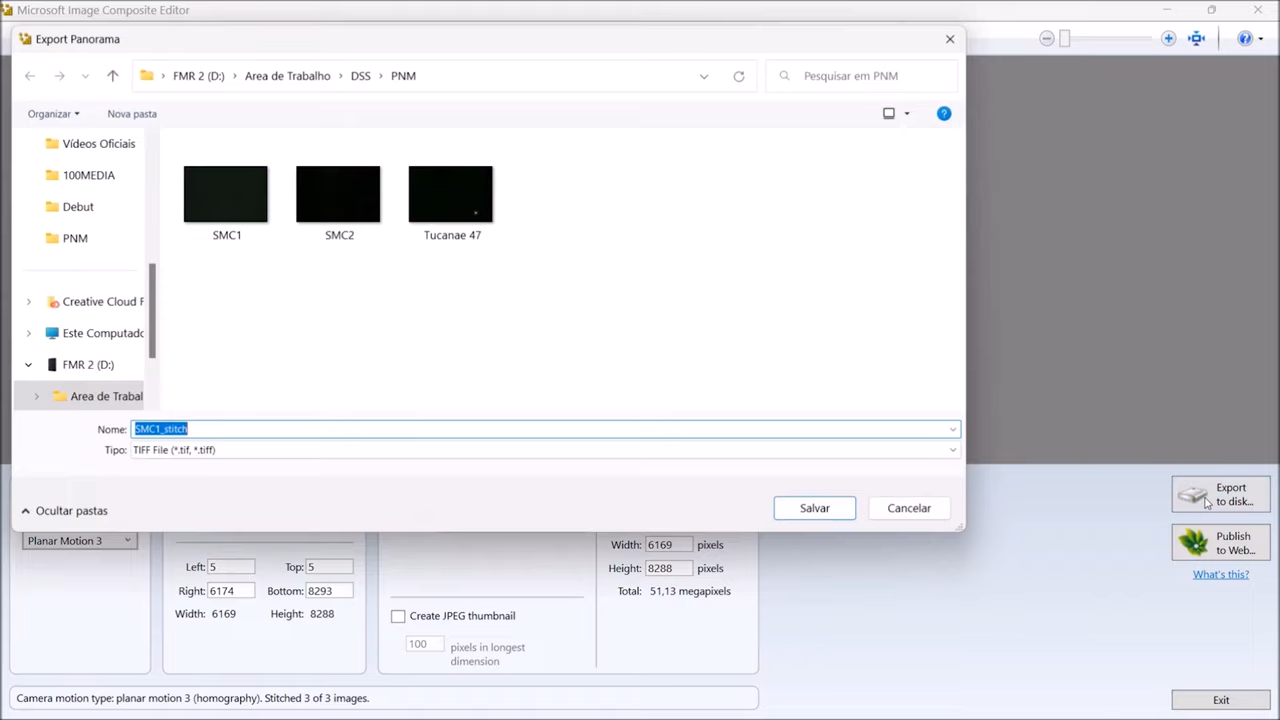 Microsoft Image Composite Editor
Export Panorama
FMR 2 (D:) > Area de Trabalho > DSS > PNM
Pesquisar em PNM
Organizar
Nova pasta
Vídeos Oficiais
100MEDIA
Debut
PNM
Creative Cloud F
Este Computado
FMR 2 (D:)
Area de Trabal
SMC1
SMC2
Tucanae 47
Nome: SMC1_stitch
Tipo: TIFF File (*.tif, *.tiff)
Ocultar pastas
Salvar
Cancelar
Export
to disk...
Publish
to Web...
What's this?
Planar Motion 3
Left: 5
Top: 5
Right: 6174
Bottom: 8293
Width: 6169
Height: 8288
Create JPEG thumbnail
100
pixels in longest
dimension
Width: 6169 pixels
Height: 8288 pixels
Total: 51,13 megapixels
Camera motion type: planar motion 3 (homography). Stitched 3 of 3 images.
Exit